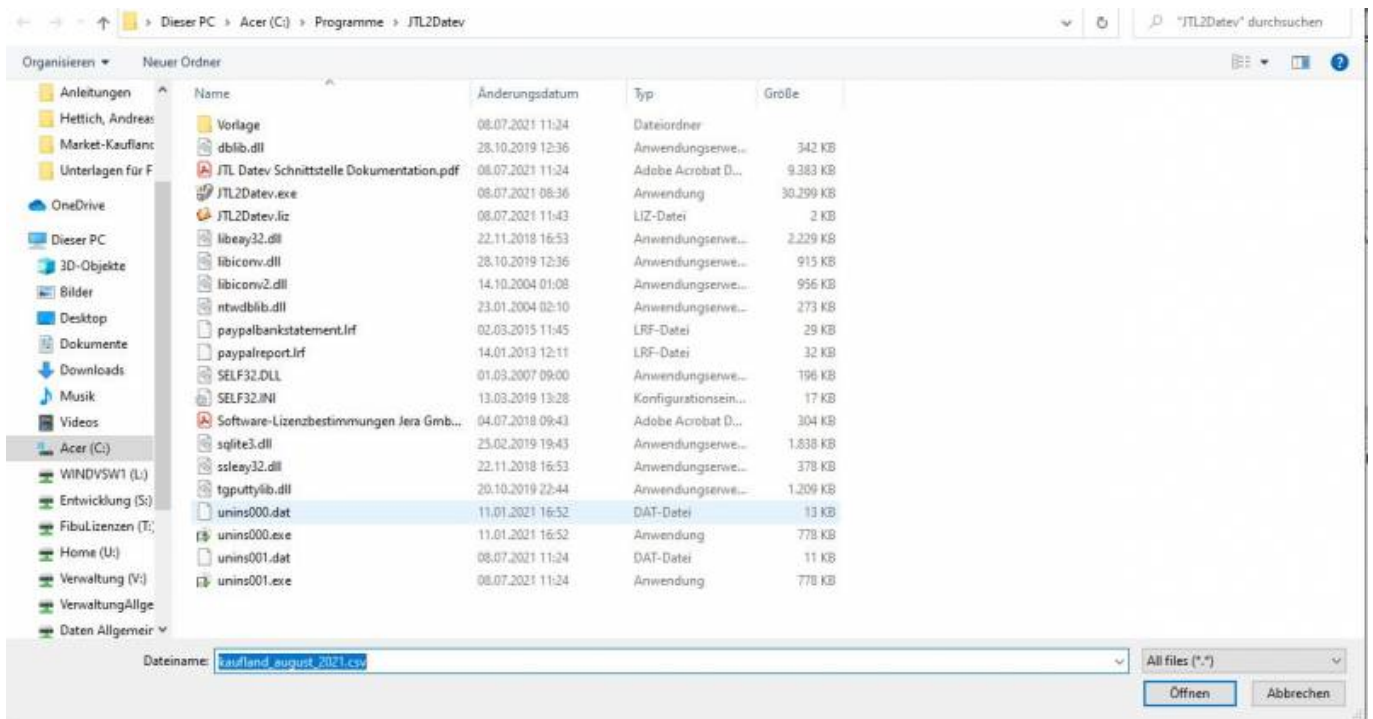 Dieser PC > Acer (C:) > Programme > JTL2Datev
"JTL2Datev" durchsuchen
Organisieren Neuer Ordner
Anleitungen
Hettich, Andreas
Market-Kauflanc
Unterlagen für F
OneDrive
Dieser PC
3D-Objekte
Bilder
Desktop
Dokumente
Downloads
Musik
Videos
Acer (C:)
WINDVSW1 (L:)
Entwicklung (S:)
FibuLizenzen (T:
Home (U:)
Verwaltung (V:)
VerwaltungAllge
Daten Allgemeir
Name Änderungsdatum Typ Größe
Vorlage 08.07.2021 11:24 Dateiordner
dblib.dll 28.10.2019 12:36 Anwendungserwe... 342 KB
JTL Datev Schnittstelle Dokumentation.pdf 08.07.2021 11:24 Adobe Acrobat D... 9.383 KB
JTL2Datev.exe 08.07.2021 08:36 Anwendung 30.299 KB
JTL2Datev.liz 08.07.2021 11:43 LIZ-Datei 2 KB
libeay32.dll 22.11.2018 16:53 Anwendungserwe... 2.229 KB
libiconv.dll 28.10.2019 12:36 Anwendungserwe... 915 KB
libiconv2.dll 14.10.2004 01:08 Anwendungserwe... 956 KB
ntwdblib.dll 23.01.2004 02:10 Anwendungserwe... 273 KB
paypalbankstatement.lrf 02.03.2015 11:45 LRF-Datei 29 KB
paypalreport.lrf 14.01.2013 12:11 LRF-Datei 32 KB
SELF32.DLL 01.03.2007 09:00 Anwendungserwe... 196 KB
SELF32.INI 13.03.2019 13:28 Konfigurationsein... 17 KB
Software-Lizenzbestimmungen Jera Gmb... 04.07.2018 09:43 Adobe Acrobat D... 304 KB
sqlite3.dll 25.02.2019 19:43 Anwendungserwe... 1.838 KB
ssleay32.dll 22.11.2018 16:53 Anwendungserwe... 378 KB
tgputtylib.dll 20.10.2019 22:44 Anwendungserwe... 1.209 KB
unins000.dat 11.01.2021 16:52 DAT-Datei 13 KB
unins000.exe 11.01.2021 16:52 Anwendung 778 KB
unins001.dat 08.07.2021 11:24 DAT-Datei 11 KB
unins001.exe 08.07.2021 11:24 Anwendung 778 KB
Dateiname: kaufland_august_2021.csv All files (*.*)
Öffnen Abbrechen